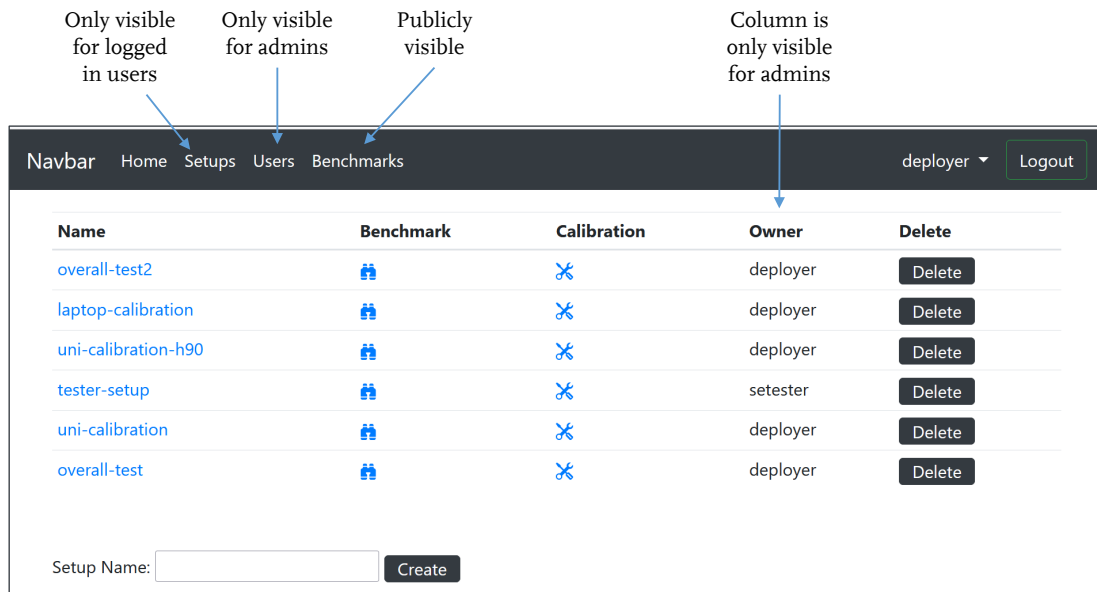 Only visible
for logged
in users
Only visible
for admins
Publicly
visible
Column is
only visible
for admins
Navbar Home Setups Users Benchmarks deployer Logout
Name Benchmark Calibration Owner Delete
overall-test2 deployer Delete
laptop-calibration deployer Delete
uni-calibration-h90 deployer Delete
tester-setup setester Delete
uni-calibration deployer Delete
overall-test deployer Delete
Setup Name: Create